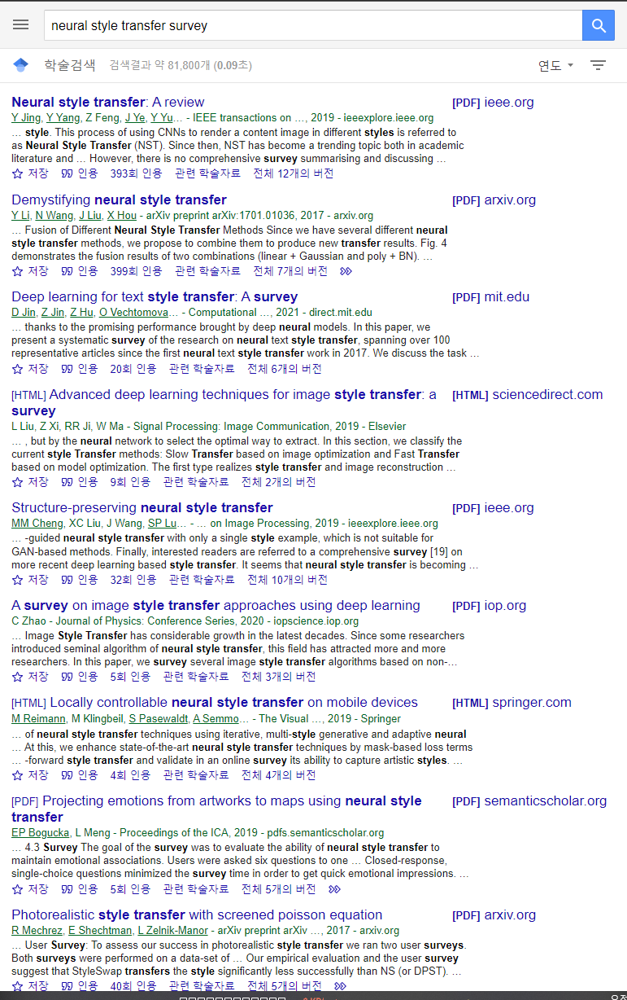 neural style transfer survey
학술검색 검색결과 약 81,800개 (0.09초) 연도
Neural style transfer: A review [PDF] ieee.org
Y Jing, Y Yang, Z Feng, J Ye, Y Yu… - IEEE transactions on …, 2019 - ieeexplore.ieee.org
… style. This process of using CNNs to render a content image in different styles is referred to
as Neural Style Transfer (NST). Since then, NST has become a trending topic both in academic
literature and … However, there is no comprehensive survey summarising and discussing …
저장 인용 393회 인용 관련 학술자료 전체 12개의 버전
Demystifying neural style transfer [PDF] arxiv.org
Y Li, N Wang, J Liu, X Hou - arXiv preprint arXiv:1701.01036, 2017 - arxiv.org
… Fusion of Different Neural Style Transfer Methods Since we have several different neural
style transfer methods, we propose to combine them to produce new transfer results. Fig. 4
demonstrates the fusion results of two combinations (linear + Gaussian and poly + BN). …
저장 인용 399회 인용 관련 학술자료 전체 7개의 버전
Deep learning for text style transfer: A survey [PDF] mit.edu
D Jin, Z Jin, Z Hu, O Vechtomova… - Computational …, 2021 - direct.mit.edu
… thanks to the promising performance brought by deep neural models. In this paper, we
present a systematic survey of the research on neural text style transfer, spanning over 100
representative articles since the first neural text style transfer work in 2017. We discuss the task …
저장 인용 20회 인용 관련 학술자료 전체 6개의 버전
[HTML] Advanced deep learning techniques for image style transfer: a [HTML] sciencedirect.com
survey
L Liu, Z Xi, RR Ji, W Ma - Signal Processing: Image Communication, 2019 - Elsevier
… , but by the neural network to select the optimal way to extract. In this section, we classify the
current style Transfer methods: Slow Transfer based on image optimization and Fast Transfer
based on model optimization. The first type realizes style transfer and image reconstruction …
저장 인용 9회 인용 관련 학술자료 전체 2개의 버전
Structure-preserving neural style transfer [PDF] ieee.org
MM Cheng, XC Liu, J Wang, SP Lu… - … on Image Processing, 2019 - ieeexplore.ieee.org
… -guided neural style transfer with only a single style example, which is not suitable for
GAN-based methods. Finally, interested readers are referred to a comprehensive survey [19] on
more recent deep learning based style transfer. It seems that neural style transfer is becoming …
저장 인용 32회 인용 관련 학술자료 전체 10개의 버전
A survey on image style transfer approaches using deep learning [PDF] iop.org
C Zhao - Journal of Physics: Conference Series, 2020 - iopscience.iop.org
… Image Style Transfer has considerable growth in the latest decades. Since some researchers
introduced seminal algorithm of neural style transfer, this field has attracted more and more
researchers. In this paper, we survey several image style transfer algorithms based on non-…
저장 인용 5회 인용 관련 학술자료 전체 3개의 버전
[HTML] Locally controllable neural style transfer on mobile devices [HTML] springer.com
M Reimann, M Klingbeil, S Pasewaldt, A Semmo… - The Visual …, 2019 - Springer
… of neural style transfer techniques using iterative, multi-style generative and adaptive neural
… At this, we enhance state-of-the-art neural style transfer techniques by mask-based loss terms
… -forward style transfer and validate in an online survey its ability to capture artistic styles. …
저장 인용 4회 인용 관련 학술자료 전체 4개의 버전
[PDF] Projecting emotions from artworks to maps using neural style [PDF] semanticscholar.org
transfer
EP Bogucka, L Meng - Proceedings of the ICA, 2019 - pdfs.semanticscholar.org
… 4.3 Survey The goal of the survey was to evaluate the ability of neural style transfer to
maintain emotional associations. Users were asked six questions to one … Closed-response,
single-choice questions minimized the survey time in order to get quick emotional impressions. …
저장 인용 5회 인용 관련 학술자료 전체 5개의 버전
Photorealistic style transfer with screened poisson equation [PDF] arxiv.org
R Mechrez, E Shechtman, L Zelnik-Manor - arXiv preprint arXiv …, 2017 - arxiv.org
… User Survey: To assess our success in photorealistic style transfer we ran two user surveys.
Both surveys were performed on a data-set of … Our empirical evaluation and the user survey
suggest that StyleSwap transfers the style significantly less successfully than NS (or DPST). …
저장 인용 40회 인용 관련 학술자료 전체 5개의 버전